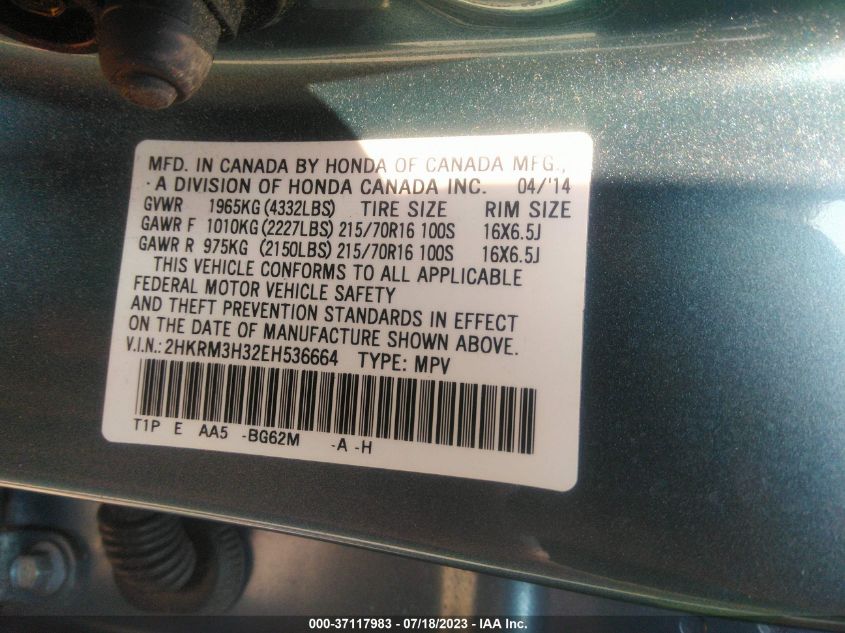 MFD. IN CANADA BY HONDA OF CANADA MFG.,
A DIVISION OF HONDA CANADA INC. 04/'14
GVWR 1965KG (4332LBS) TIRE SIZE RIM SIZE
GAWR F 1010KG (2227LBS) 215/70R16 100S 16X6.5J
GAWR R 975KG (2150LBS) 215/70R16 100S 16X6.5J
THIS VEHICLE CONFORMS TO ALL APPLICABLE
FEDERAL MOTOR VEHICLE SAFETY
AND THEFT PREVENTION STANDARDS IN EFFECT
ON THE DATE OF MANUFACTURE SHOWN ABOVE.
V.I.N.: 2HKRM3H32EH536664 TYPE: MPV
T1P E AA5 -BG62M -A -H
000-37117983 / 07/18/2023 - IAA Inc.